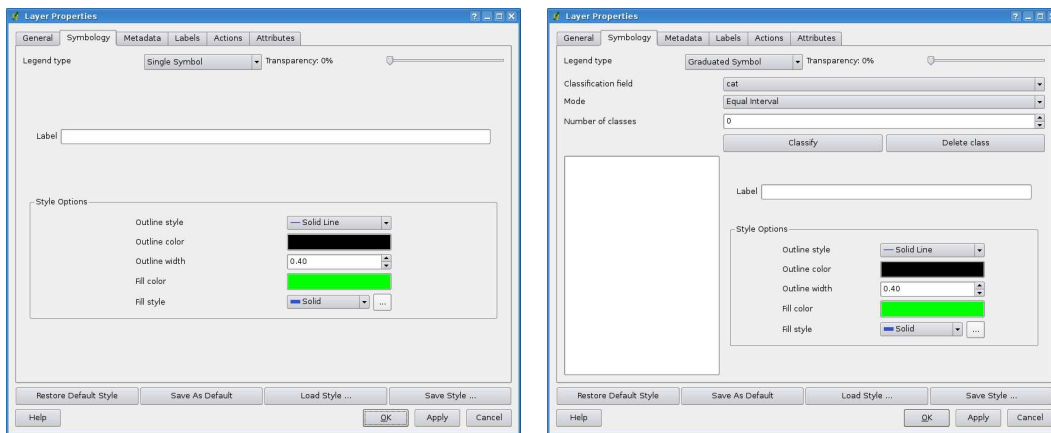 Layer Properties
General Symbology Metadata Labels Actions Attributes
Legend type Single Symbol Transparency: 0%
Label
Style Options
Outline style Solid Line
Outline color
Outline width 0.40
Fill color
Fill style Solid ...
Restore Default Style Save As Default Load Style ... Save Style ...
Help OK Apply Cancel
Layer Properties
General Symbology Metadata Labels Actions Attributes
Legend type Graduated Symbol Transparency: 0%
Classification field cat
Mode Equal Interval
Number of classes 0
Classify Delete class
Label
Style Options
Outline style Solid Line
Outline color
Outline width 0.40
Fill color
Fill style Solid ...
Restore Default Style Save As Default Load Style ... Save Style ...
Help OK Apply Cancel